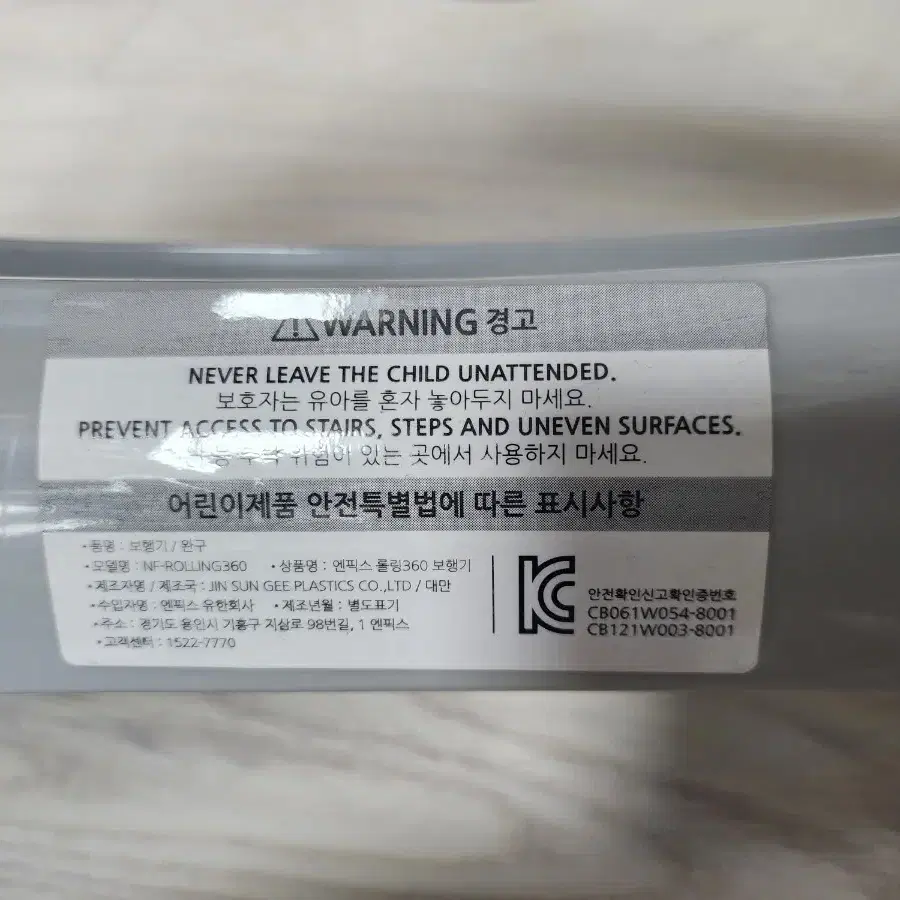 WARNING 경고
NEVER LEAVE THE CHILD UNATTENDED.
보호자는 유아를 혼자 놓아두지 마세요.
PREVENT ACCESS TO STAIRS, STEPS AND UNEVEN SURFACES.
위험이 있는 곳에서 사용하지 마세요.
어린이제품 안전특별법에 따른 표시사항
•품명 : 보행기 / 완구
•모델명 : NF-ROLLING360 •상품명 : 엔픽스 롤링360 보행기
•제조자명 / 제조국 : JIN SUN GEE PLASTICS CO.,LTD / 대만
•수입자명 : 엔픽스 유한회사 •제조년월 : 별도표기
•주소 : 경기도 용인시 기흥구 지삼로 98번길, 1 엔픽스
•고객센터 : 1522-7770
안전확인신고확인증번호
CB061W054-8001
CB121W003-8001